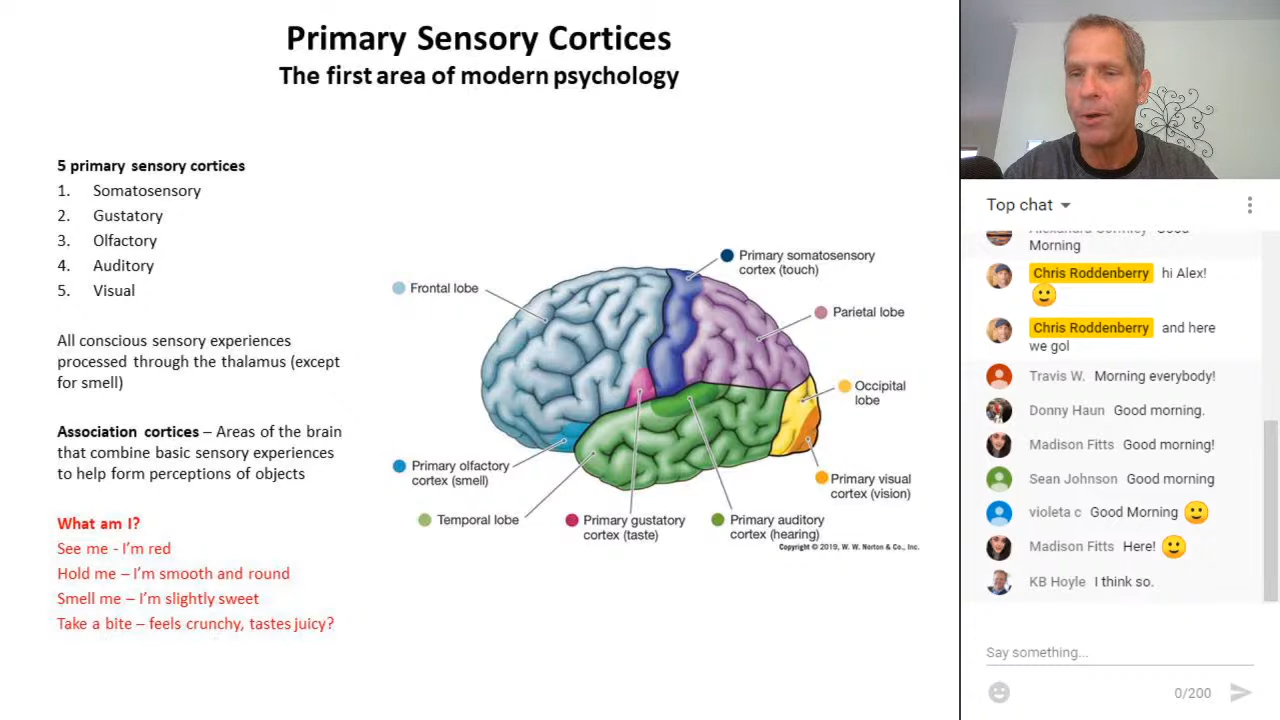 Primary Sensory Cortices
The first area of modern psychology
5 primary sensory cortices
1. Somatosensory
2. Gustatory
3. Olfactory
4. Auditory
5. Visual
All conscious sensory experiences
processed through the thalamus (except
for smell)
Association cortices – Areas of the brain
that combine basic sensory experiences
to help form perceptions of objects
What am I?
See me - I’m red
Hold me – I’m smooth and round
Smell me – I’m slightly sweet
Take a bite – feels crunchy, tastes juicy?
Primary somatosensory
cortex (touch)
Frontal lobe
Parietal lobe
Occipital
lobe
Primary olfactory
cortex (smell)
Primary visual
cortex (vision)
Temporal lobe
Primary gustatory
cortex (taste)
Primary auditory
cortex (hearing)
Copyright © 2019, W. W. Norton & Co., Inc.
Top chat
Morning
Chris Roddenberry hi Alex!
Chris Roddenberry and here
we go!
Travis W. Morning everybody!
Donny Haun Good morning.
Madison Fitts Good morning!
Sean Johnson Good morning
violeta c Good Morning
Madison Fitts Here!
KB Hoyle I think so.
Say something...
0/200